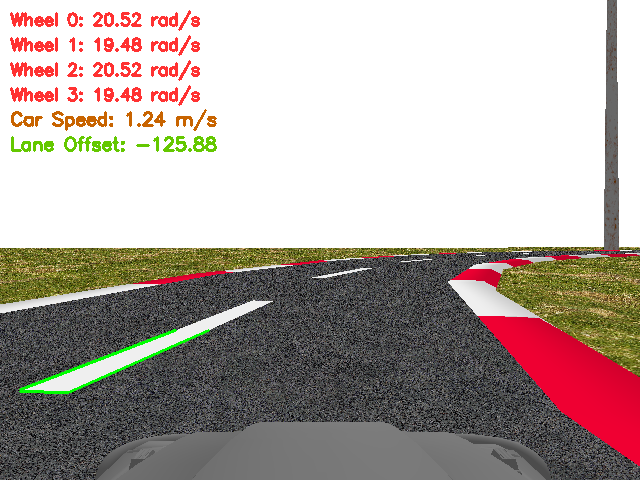 Wheel 0: 20.52 rad/s
Wheel 1: 19.48 rad/s
Wheel 2: 20.52 rad/s
Wheel 3: 19.48 rad/s
Car Speed: 1.24 m/s
Lane Offset: -125.88